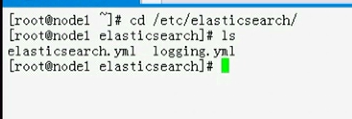 [root@node1 ~]# cd /etc/elasticsearch/
[root@node1 elasticsearch]# ls
elasticsearch.yml  logging.yml
[root@node1 elasticsearch]#